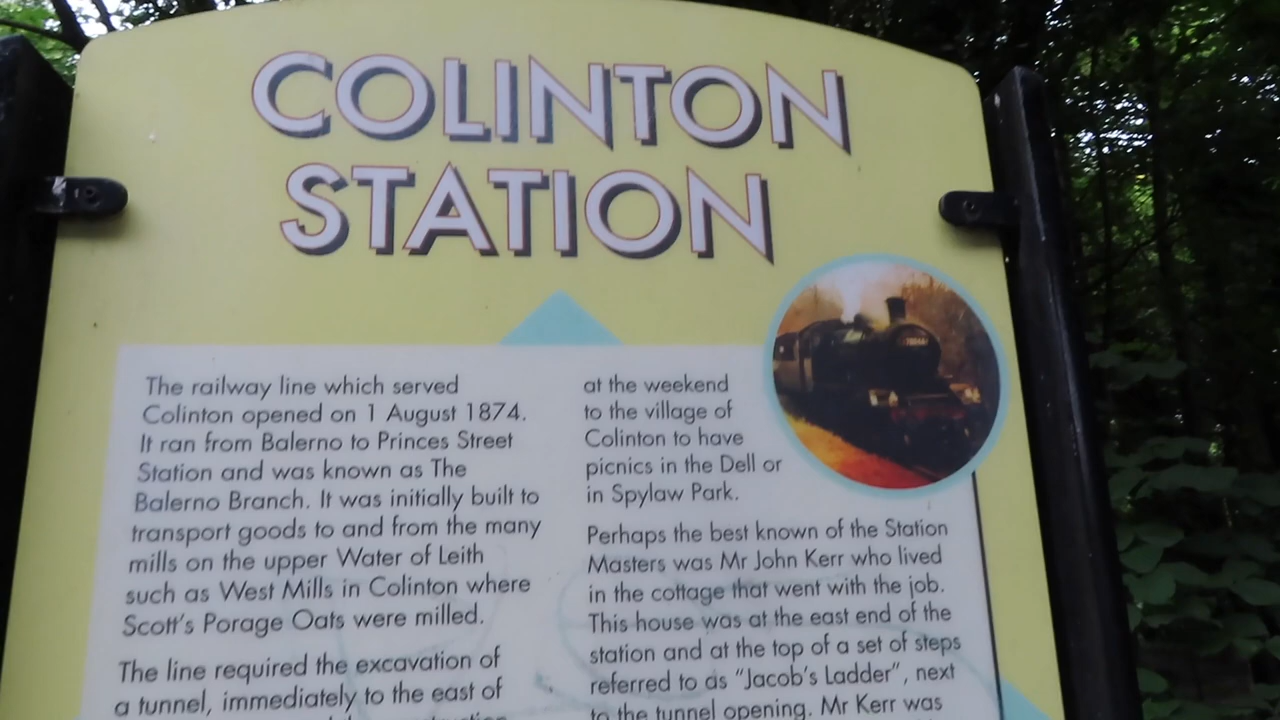 COLINTON
STATION
The railway line which served
Colinton opened on 1 August 1874.
It ran from Balerno to Princes Street
Station and was known as The
Balerno Branch. It was initially built to
transport goods to and from the many
mills on the upper Water of Leith
such as West Mills in Colinton where
Scott's Porage Oats were milled.
The line required the excavation of
a tunnel, immediately to the east of
at the weekend
to the village of
Colinton to have
picnics in the Dell or
in Spylaw Park.
Perhaps the best known of the Station
Masters was Mr John Kerr who lived
in the cottage that went with the job.
This house was at the east end of the
station and at the top of a set of steps
referred to as "Jacob's Ladder", next
to the tunnel opening. Mr Kerr was